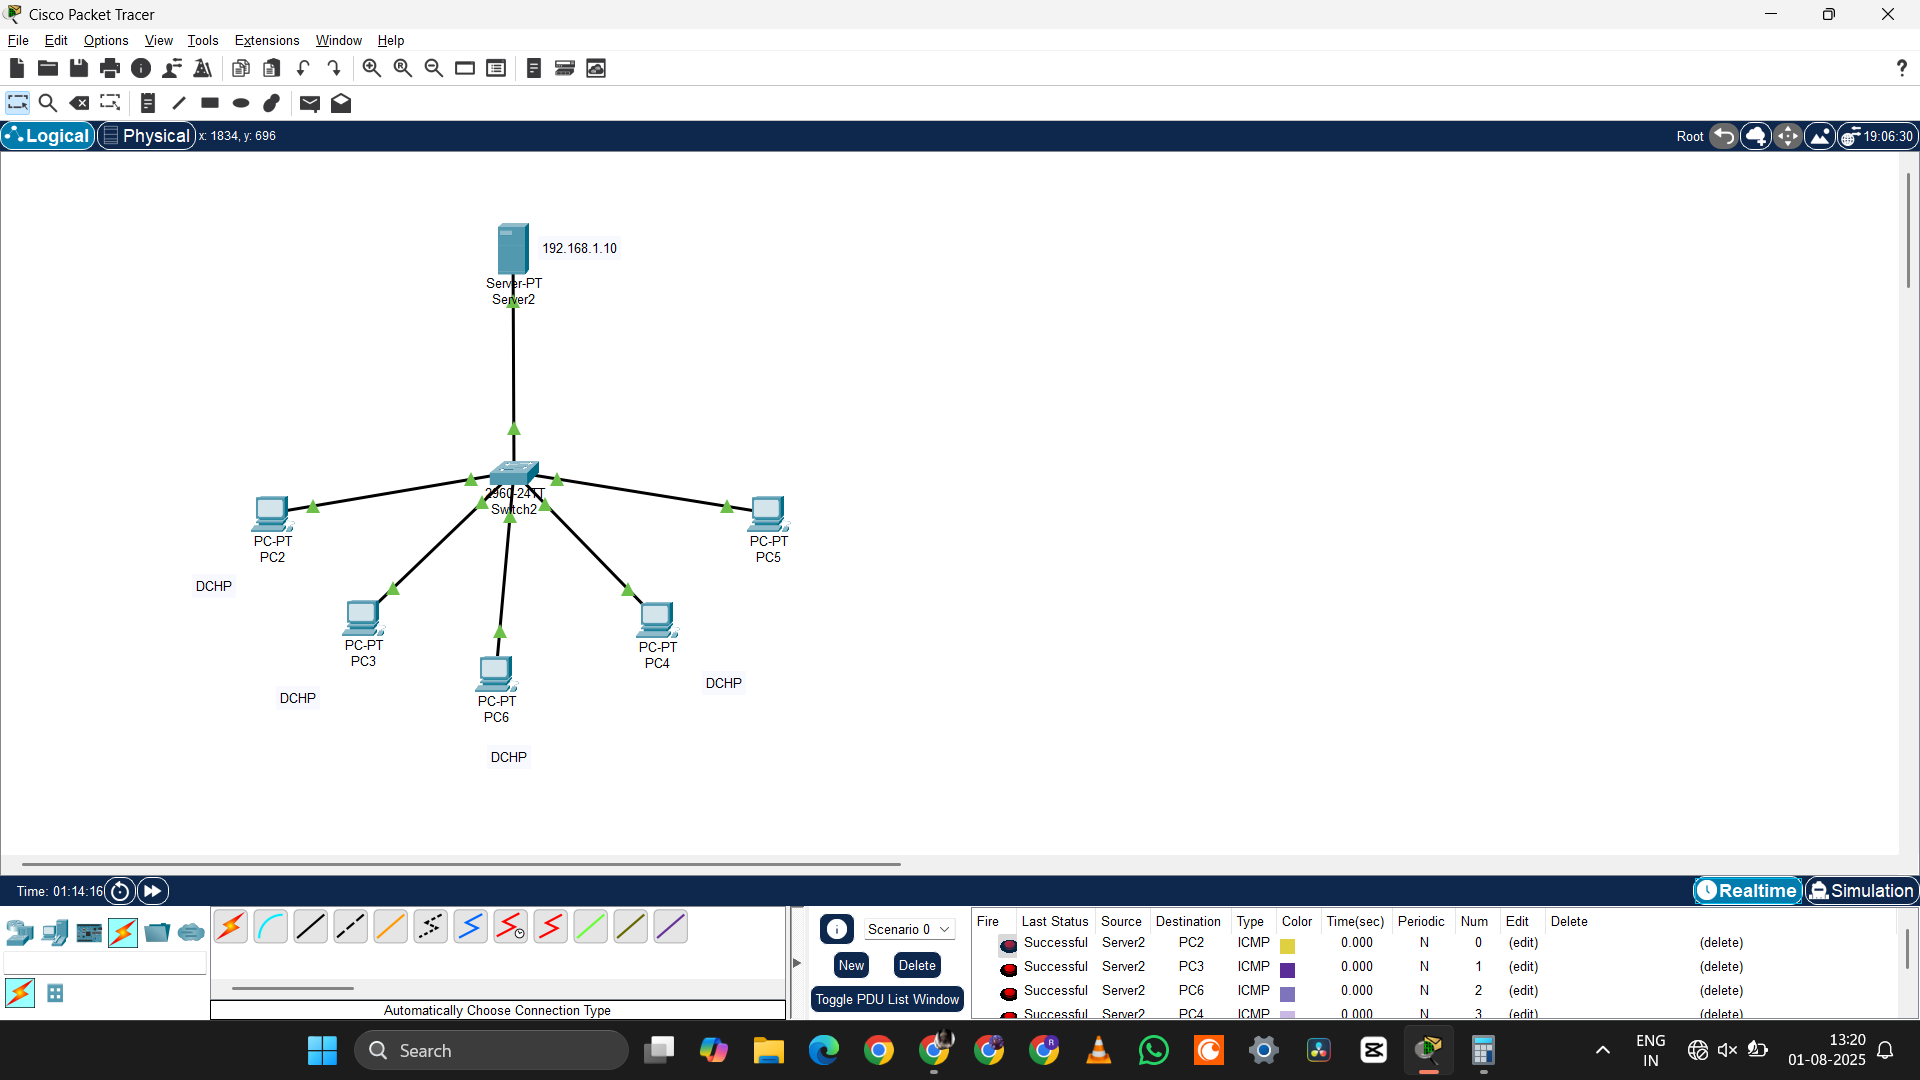 Cisco Packet Tracer
File Edit Options View Tools Extensions Window Help
?
Logical Physical x: 1834, y: 696 Root 19:06:30
192.168.1.10
Server-PT
Server2
2960-24TT
Switch2
PC-PT
PC2
DCHP
PC-PT
PC3
DCHP
PC-PT
PC6
DCHP
PC-PT
PC4
DCHP
PC-PT
PC5
Time: 01:14:16 Realtime Simulation
Automatically Choose Connection Type
Scenario 0
New Delete
Toggle PDU List Window
Fire Last Status Source Destination Type Color Time(sec) Periodic Num Edit Delete
Successful Server2 PC2 ICMP 0.000 N 0 (edit) (delete)
Successful Server2 PC3 ICMP 0.000 N 1 (edit) (delete)
Successful Server2 PC6 ICMP 0.000 N 2 (edit) (delete)
Successful Server2 PC4 ICMP 0.000 N 3 (edit) (delete)
Search
ENG
IN
13:20
01-08-2025